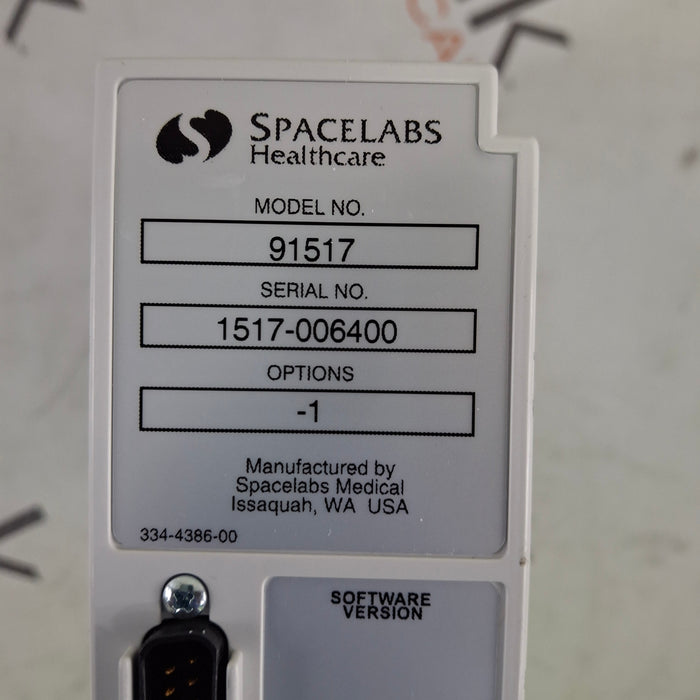 SPACELABS
Healthcare
MODEL NO.
91517
SERIAL NO.
1517-006400
OPTIONS
-1
Manufactured by
Spacelabs Medical
Issaquah, WA USA
334-4386-00
SOFTWARE
VERSION